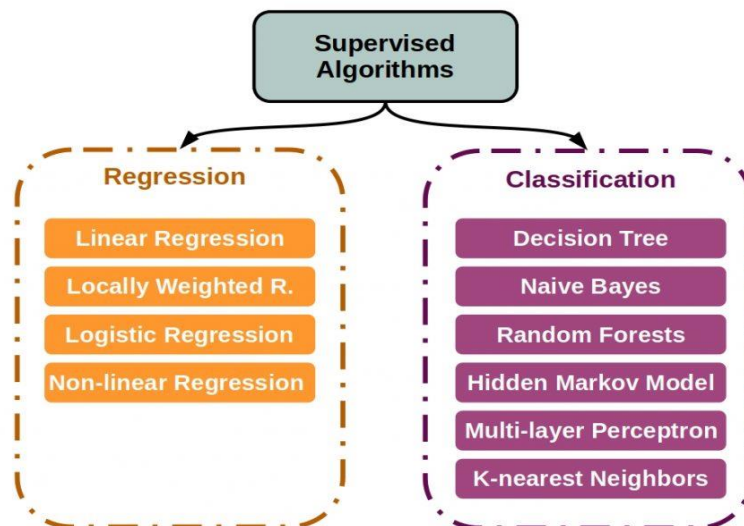 Supervised
Algorithms
Regression
Linear Regression
Locally Weighted R.
Logistic Regression
Non-linear Regression
Classification
Decision Tree
Naive Bayes
Random Forests
Hidden Markov Model
Multi-layer Perceptron
K-nearest Neighbors